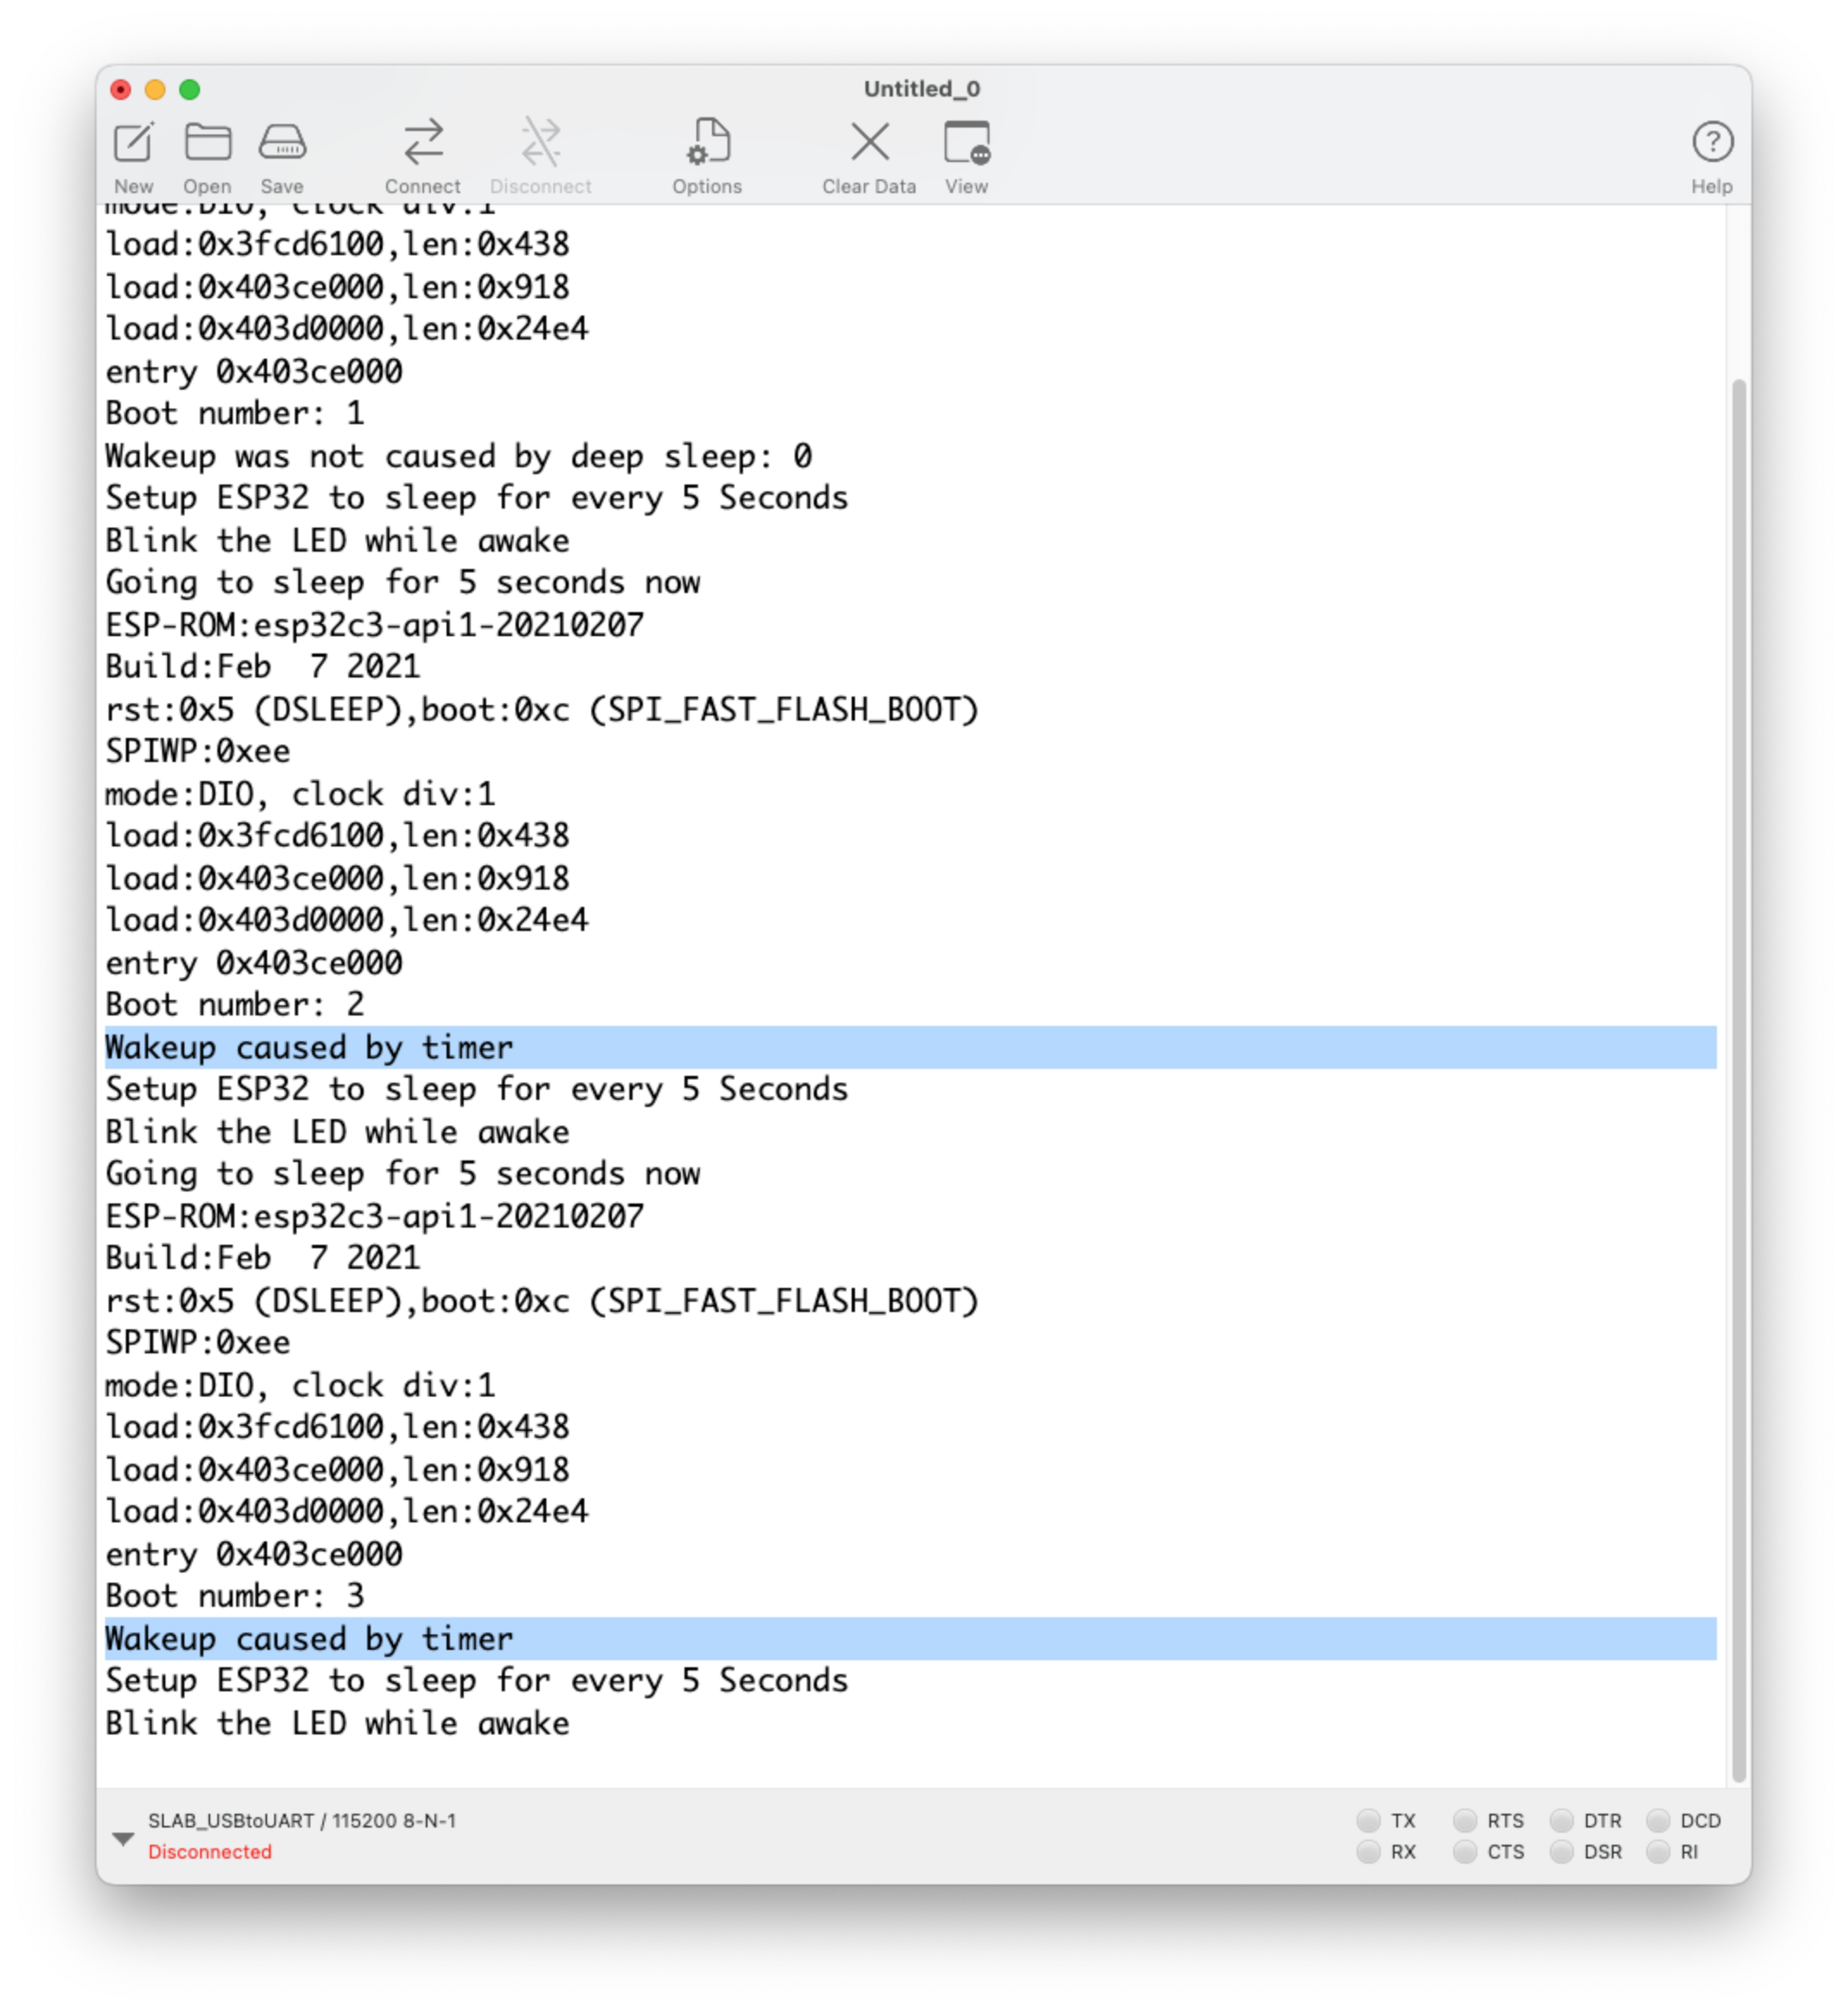 Untitled_0
New Open Save Connect Disconnect Options Clear Data View Help
mode:DIO, clock div:1
load:0x3fcd6100,len:0x438
load:0x403ce000,len:0x918
load:0x403d0000,len:0x24e4
entry 0x403ce000
Boot number: 1
Wakeup was not caused by deep sleep: 0
Setup ESP32 to sleep for every 5 Seconds
Blink the LED while awake
Going to sleep for 5 seconds now
ESP-ROM:esp32c3-api1-20210207
Build:Feb  7 2021
rst:0x5 (DSLEEP),boot:0xc (SPI_FAST_FLASH_BOOT)
SPIWP:0xee
mode:DIO, clock div:1
load:0x3fcd6100,len:0x438
load:0x403ce000,len:0x918
load:0x403d0000,len:0x24e4
entry 0x403ce000
Boot number: 2
Wakeup caused by timer
Setup ESP32 to sleep for every 5 Seconds
Blink the LED while awake
Going to sleep for 5 seconds now
ESP-ROM:esp32c3-api1-20210207
Build:Feb  7 2021
rst:0x5 (DSLEEP),boot:0xc (SPI_FAST_FLASH_BOOT)
SPIWP:0xee
mode:DIO, clock div:1
load:0x3fcd6100,len:0x438
load:0x403ce000,len:0x918
load:0x403d0000,len:0x24e4
entry 0x403ce000
Boot number: 3
Wakeup caused by timer
Setup ESP32 to sleep for every 5 Seconds
Blink the LED while awake
SLAB_USBtoUART / 115200 8-N-1 TX RTS DTR DCD
Disconnected RX CTS DSR RI